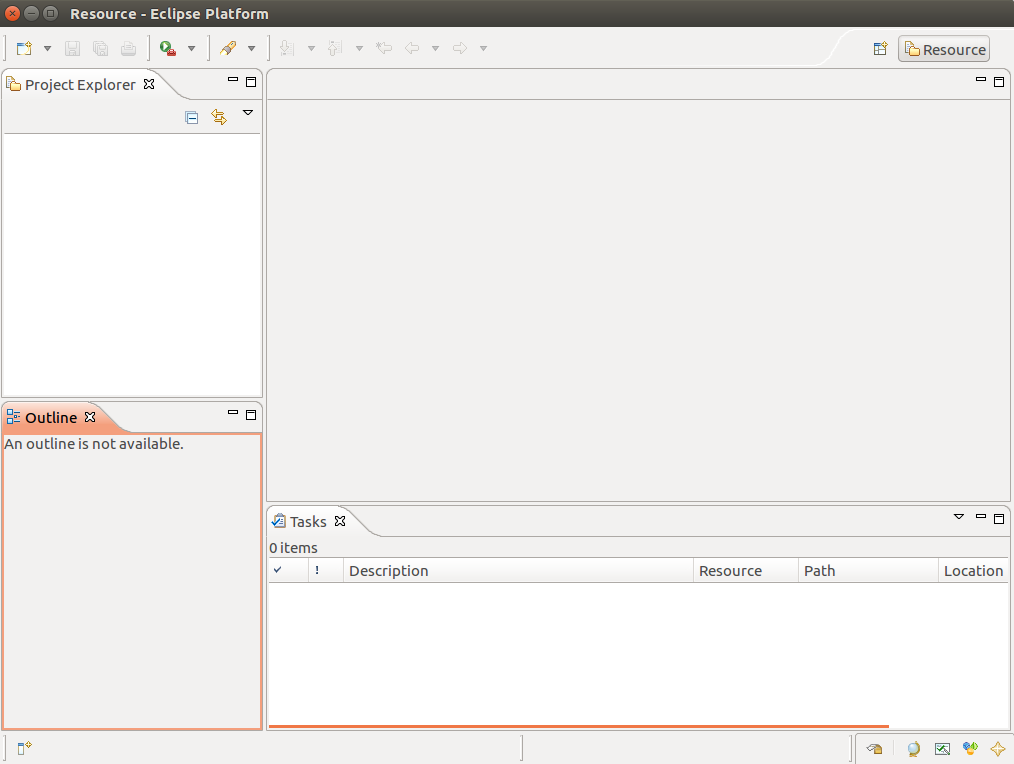 Resource - Eclipse Platform
Resource
Project Explorer
Outline
An outline is not available.
Tasks
0 items
! Description Resource Path Location